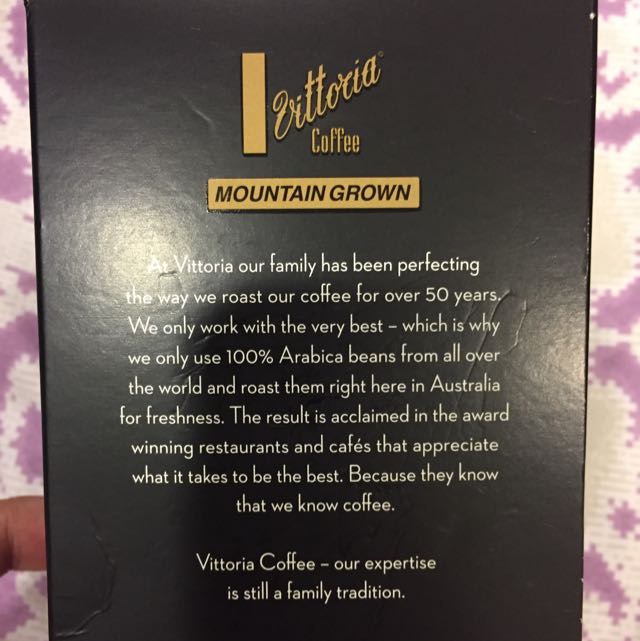 Vittoria®
Coffee
MOUNTAIN GROWN
At Vittoria our family has been perfecting
the way we roast our coffee for over 50 years.
We only work with the very best – which is why
we only use 100% Arabica beans from all over
the world and roast them right here in Australia
for freshness. The result is acclaimed in the award
winning restaurants and cafés that appreciate
what it takes to be the best. Because they know
that we know coffee.
Vittoria Coffee – our expertise
is still a family tradition.